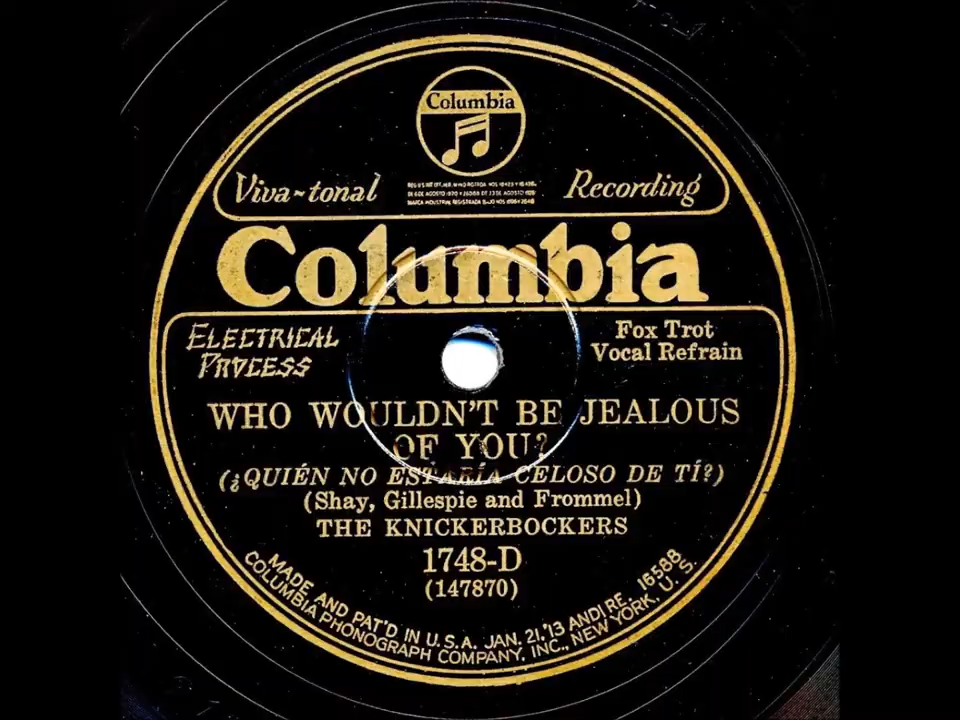 Columbia
Viva-tonal Recording
Columbia
ELECTRICAL PROCESS
Fox Trot
Vocal Refrain
WHO WOULDN'T BE JEALOUS
OF YOU?
(¿QUIÉN NO ESTARÍA CELOSO DE TÍ?)
(Shay, Gillespie and Frommel)
THE KNICKERBOCKERS
1748-D
(147870)
MADE AND PAT'D IN U.S.A. JAN. 21,'13 AND RE. 16588
COLUMBIA PHONOGRAPH COMPANY, INC., NEW YORK, U.S.